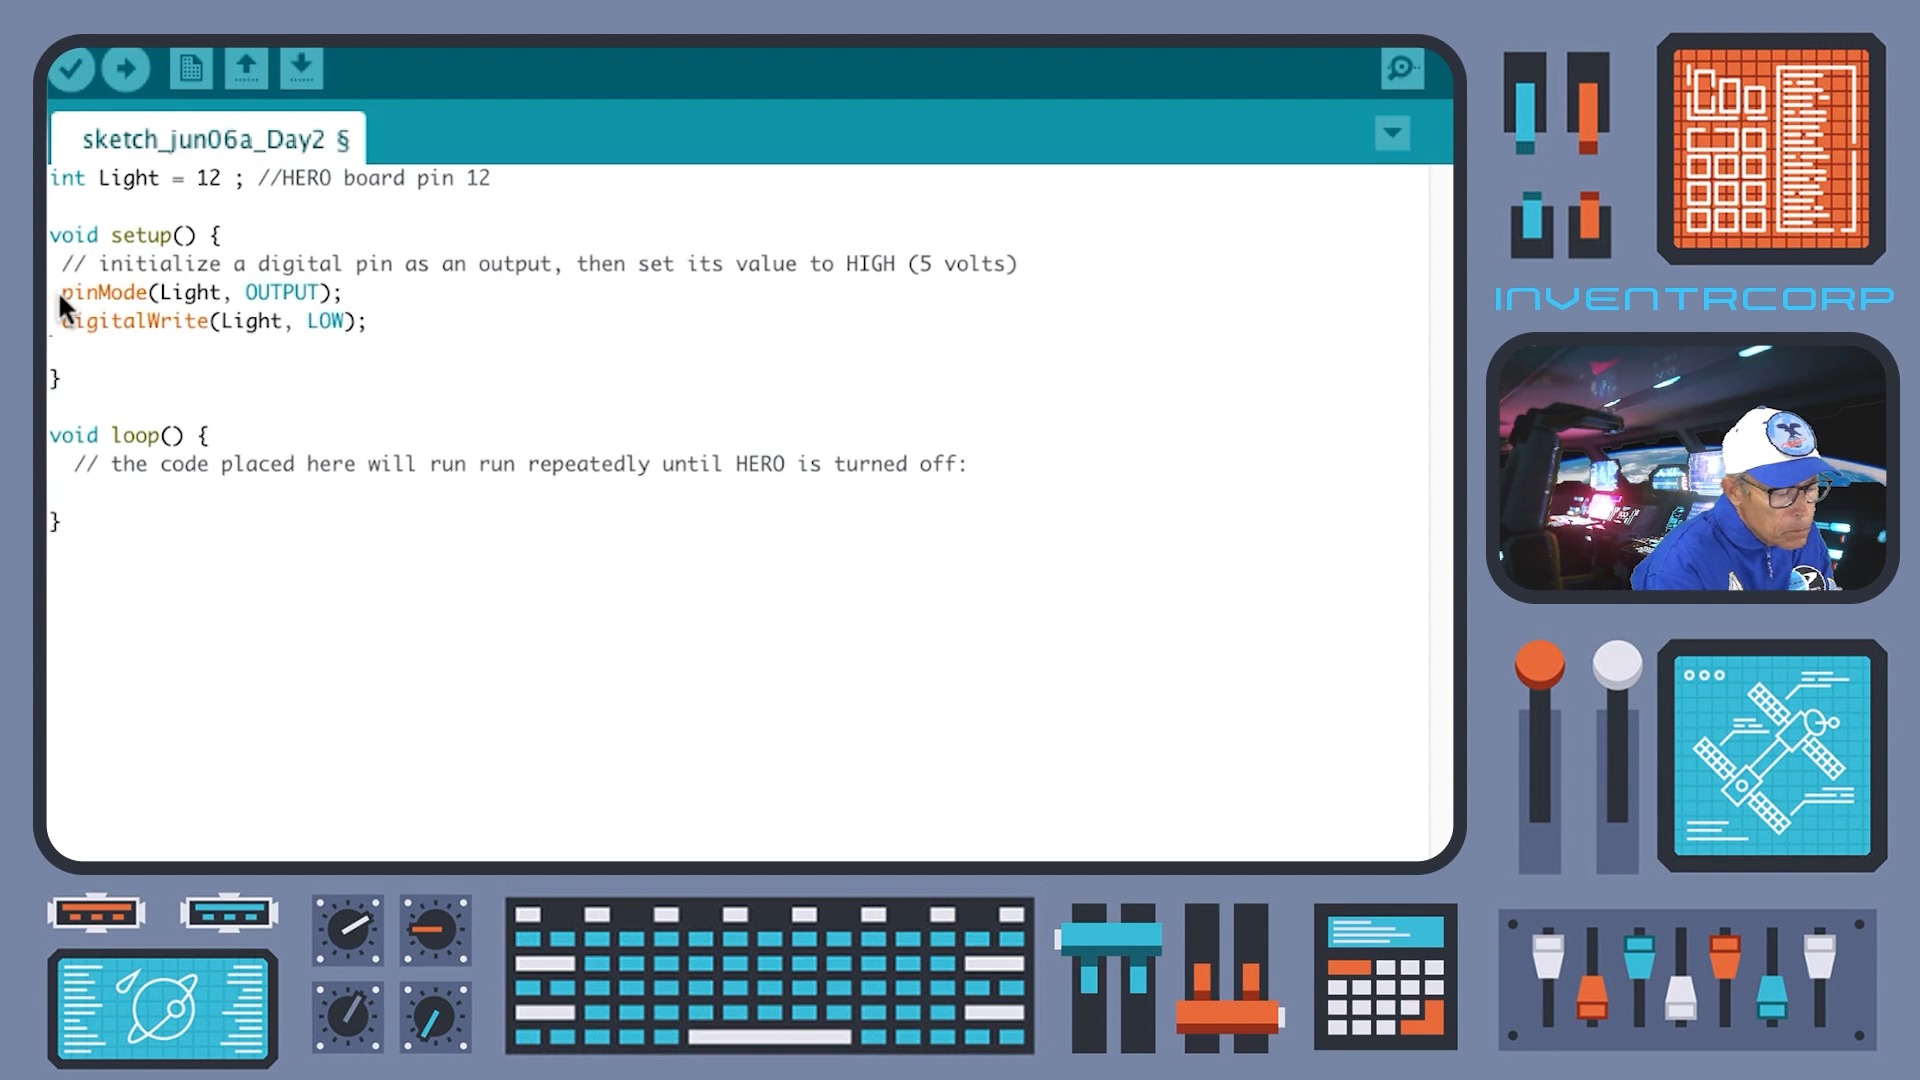 sketch_jun06a_Day2 §
int Light = 12 ; //HERO board pin 12
void setup() {
// initialize a digital pin as an output, then set its value to HIGH (5 volts)
pinMode(Light, OUTPUT);
digitalWrite(Light, LOW);
}
void loop() {
// the code placed here will run run repeatedly until HERO is turned off:
}
INVENTRCORP